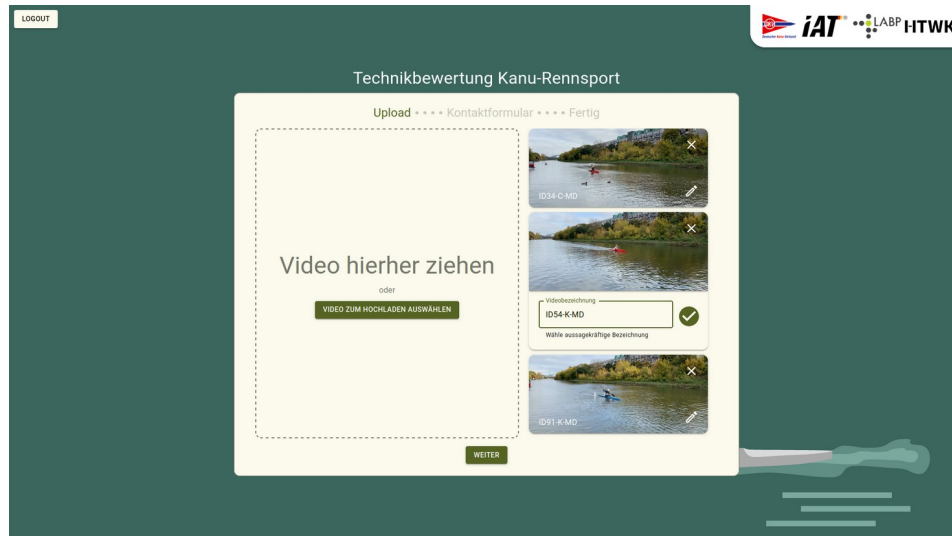 LOGOUT
iAT
LABP
HTWK
Technikbewertung Kanu-Rennsport
Upload • • • • Kontaktformular • • • • Fertig
Video hierher ziehen
oder
VIDEO ZUM HOCHLADEN AUSWÄHLEN
ID34-C-MD
Videobezeichnung
ID54-K-MD
Wähle aussagekräftige Bezeichnung
ID91-K-MD
WEITER